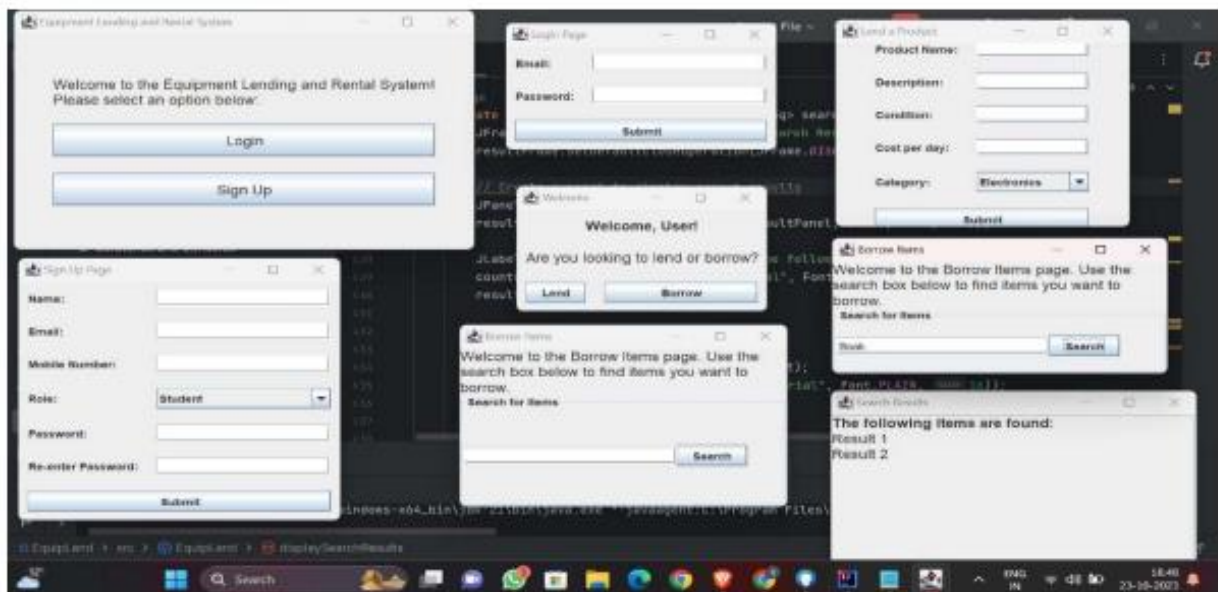 Equipment Lending and Rental System
Welcome to the Equipment Lending and Rental System!
Please select an option below:
Login
Sign Up
Login Page
Email:
Password:
Submit
File
Lend a Product
Product Name:
Description:
Condition:
Cost per day:
Category: Electronics
Submit
Welcome
Welcome, User!
Are you looking to lend or borrow?
Lend Borrow
Sign Up Page
Name:
Email:
Mobile Number:
Role: Student
Password:
Re-enter Password:
Submit
Borrow Items
Welcome to the Borrow Items page. Use the
search box below to find items you want to
borrow.
Search for Items
Search
Borrow Items
Welcome to the Borrow Items page. Use the
search box below to find items you want to
borrow.
Search for Items
Book Search
Search Results
The following items are found:
Result 1
Result 2
EquipLend > src > EquipLend > displaySearchResults
Search
ENG
IN